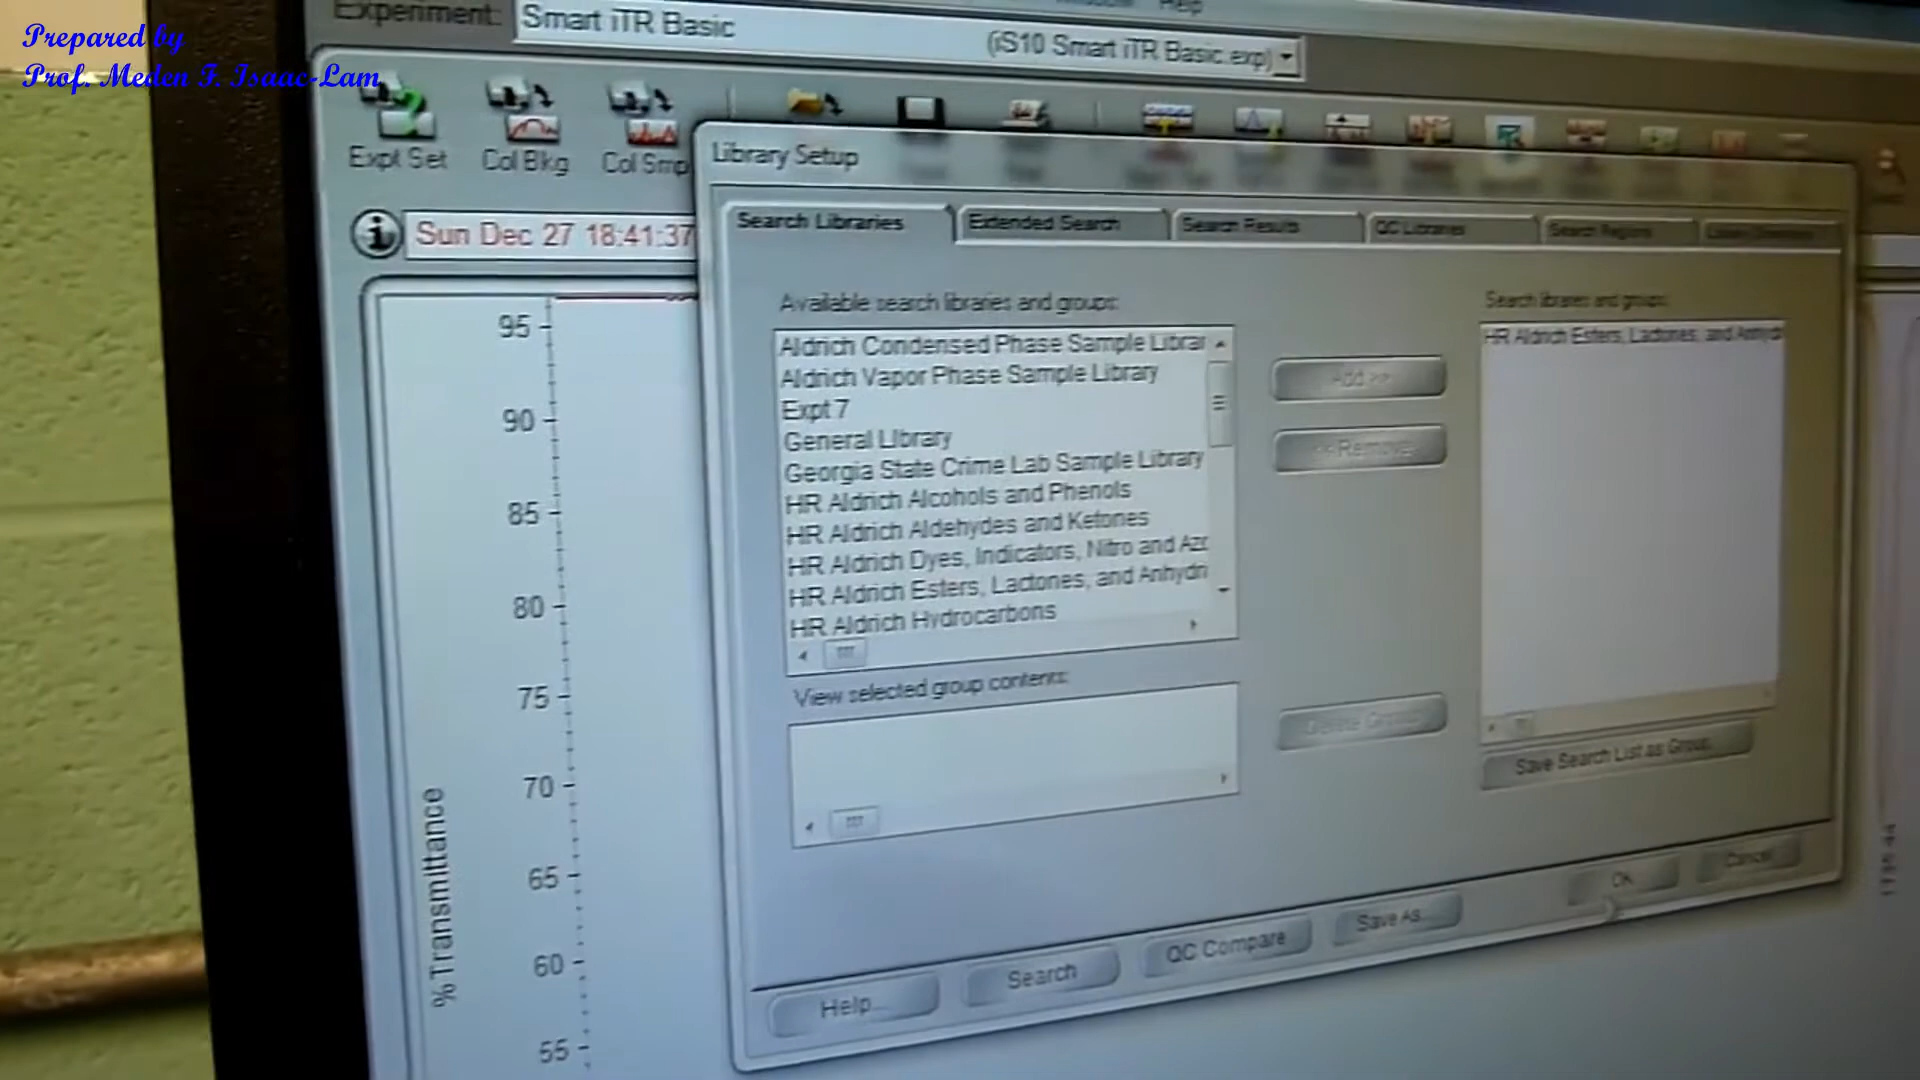 Prepared by
Prof. Meden F. Isaac-Lam
Help
Experiment:
Smart iTR Basic
(iS10 Smart iTR Basic.exp)
Expt Set
Col Bkg
Col Smp
Library Setup
Sun Dec 27 18:41:37
Search Libraries
Extended Search
Search Results
QC Libraries
Search Regions
Available search libraries and groups:
Search libraries and groups:
Aldrich Condensed Phase Sample Librar
Aldrich Vapor Phase Sample Library
Expt 7
General Library
Georgia State Crime Lab Sample Library
HR Aldrich Alcohols and Phenols
HR Aldrich Aldehydes and Ketones
HR Aldrich Dyes, Indicators, Nitro and Azo
HR Aldrich Esters, Lactones, and Anhydri
HR Aldrich Hydrocarbons
HR Aldrich Esters, Lactones, and Anhydr
Add >>
<< Remove
View selected group contents:
Delete Group
Save Search List as Group
OK
Cancel
Help...
Search
QC Compare
Save As...
%Transmittance
95
90
85
80
75
70
65
60
55